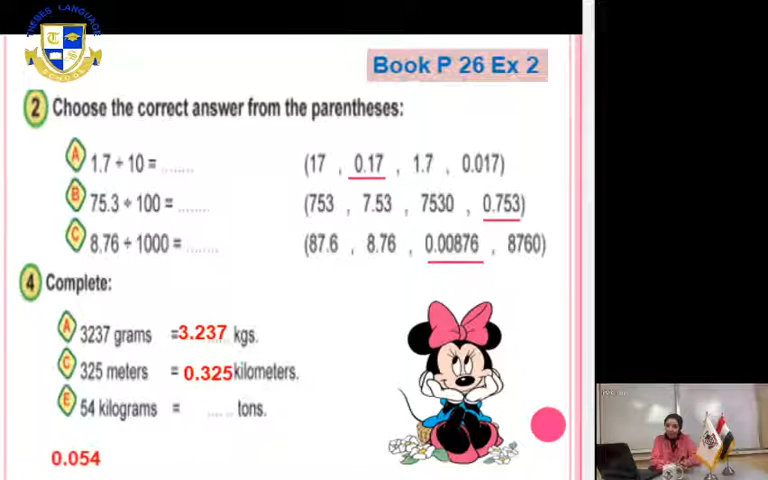 THEBES LANGUAGE
T
S
SCHOOLS
Book P 26 Ex 2
2 Choose the correct answer from the parentheses:
A 1.7 ÷ 10 = ........ (17 , 0.17 , 1.7 , 0.017)
B 75.3 ÷ 100 = ........ (753 , 7.53 , 7530 , 0.753)
C 8.76 ÷ 1000 = ........ (87.6 , 8.76 , 0.00876 , 8760)
4 Complete:
A 3237 grams =3.237 kgs.
C 325 meters = 0.325 kilometers.
E 54 kilograms = ...... tons.
0.054